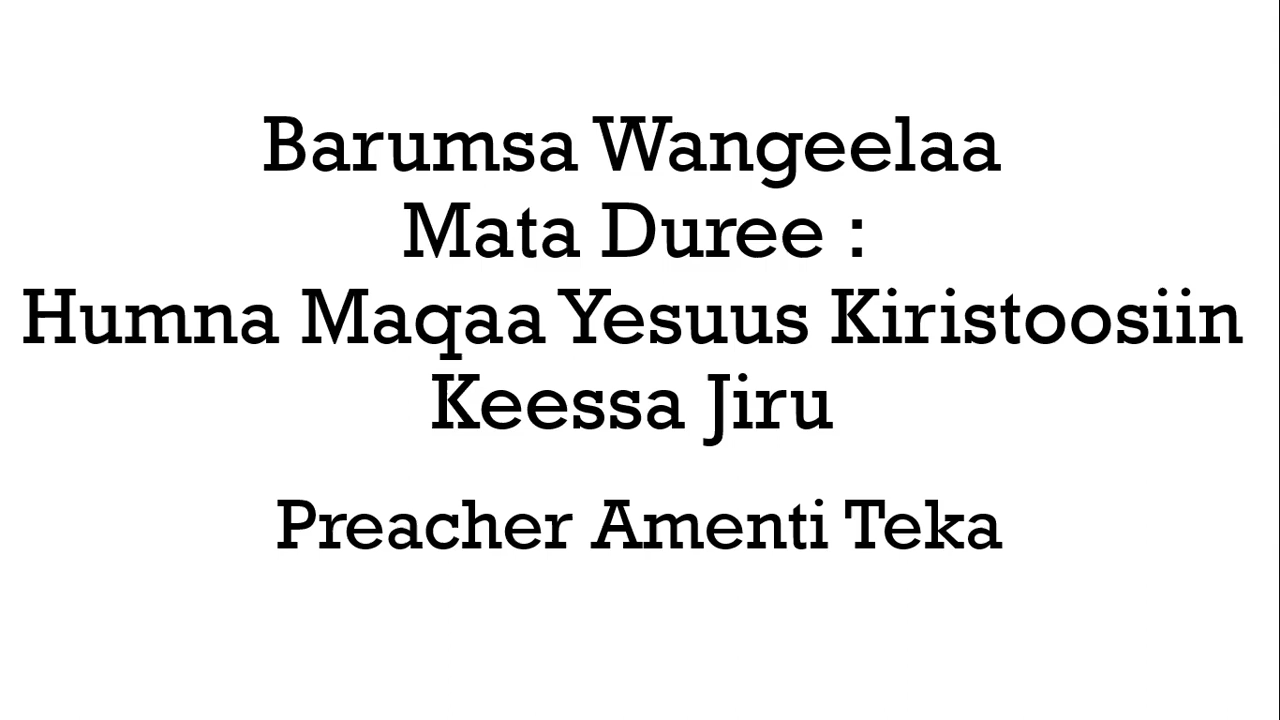 Barumsa Wangeelaa
Mata Duree :
Humna Maqaa Yesuus Kiristoosiin
Keessa Jiru
Preacher Amenti Teka